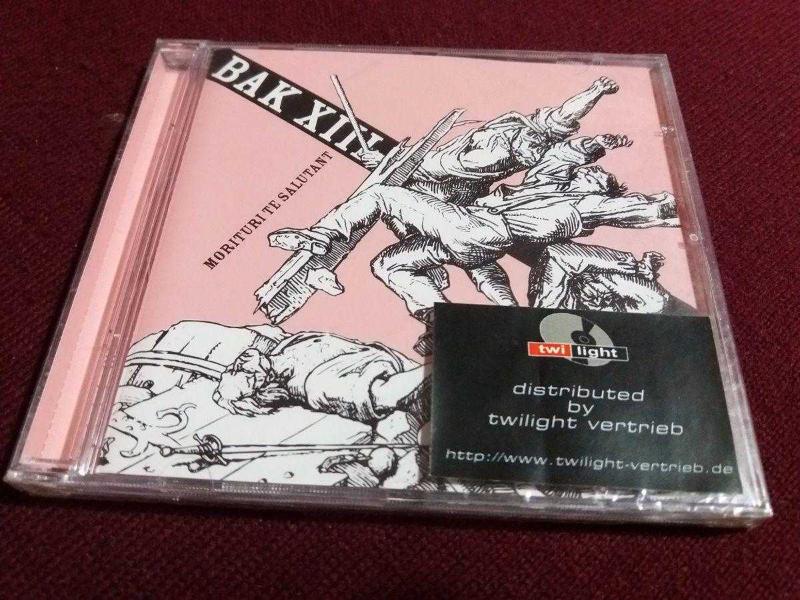 BAK XIII
MORITURI TE SALUTANT
twi light
distributed
by
twilight vertrieb
http://www.twilight-vertrieb.de